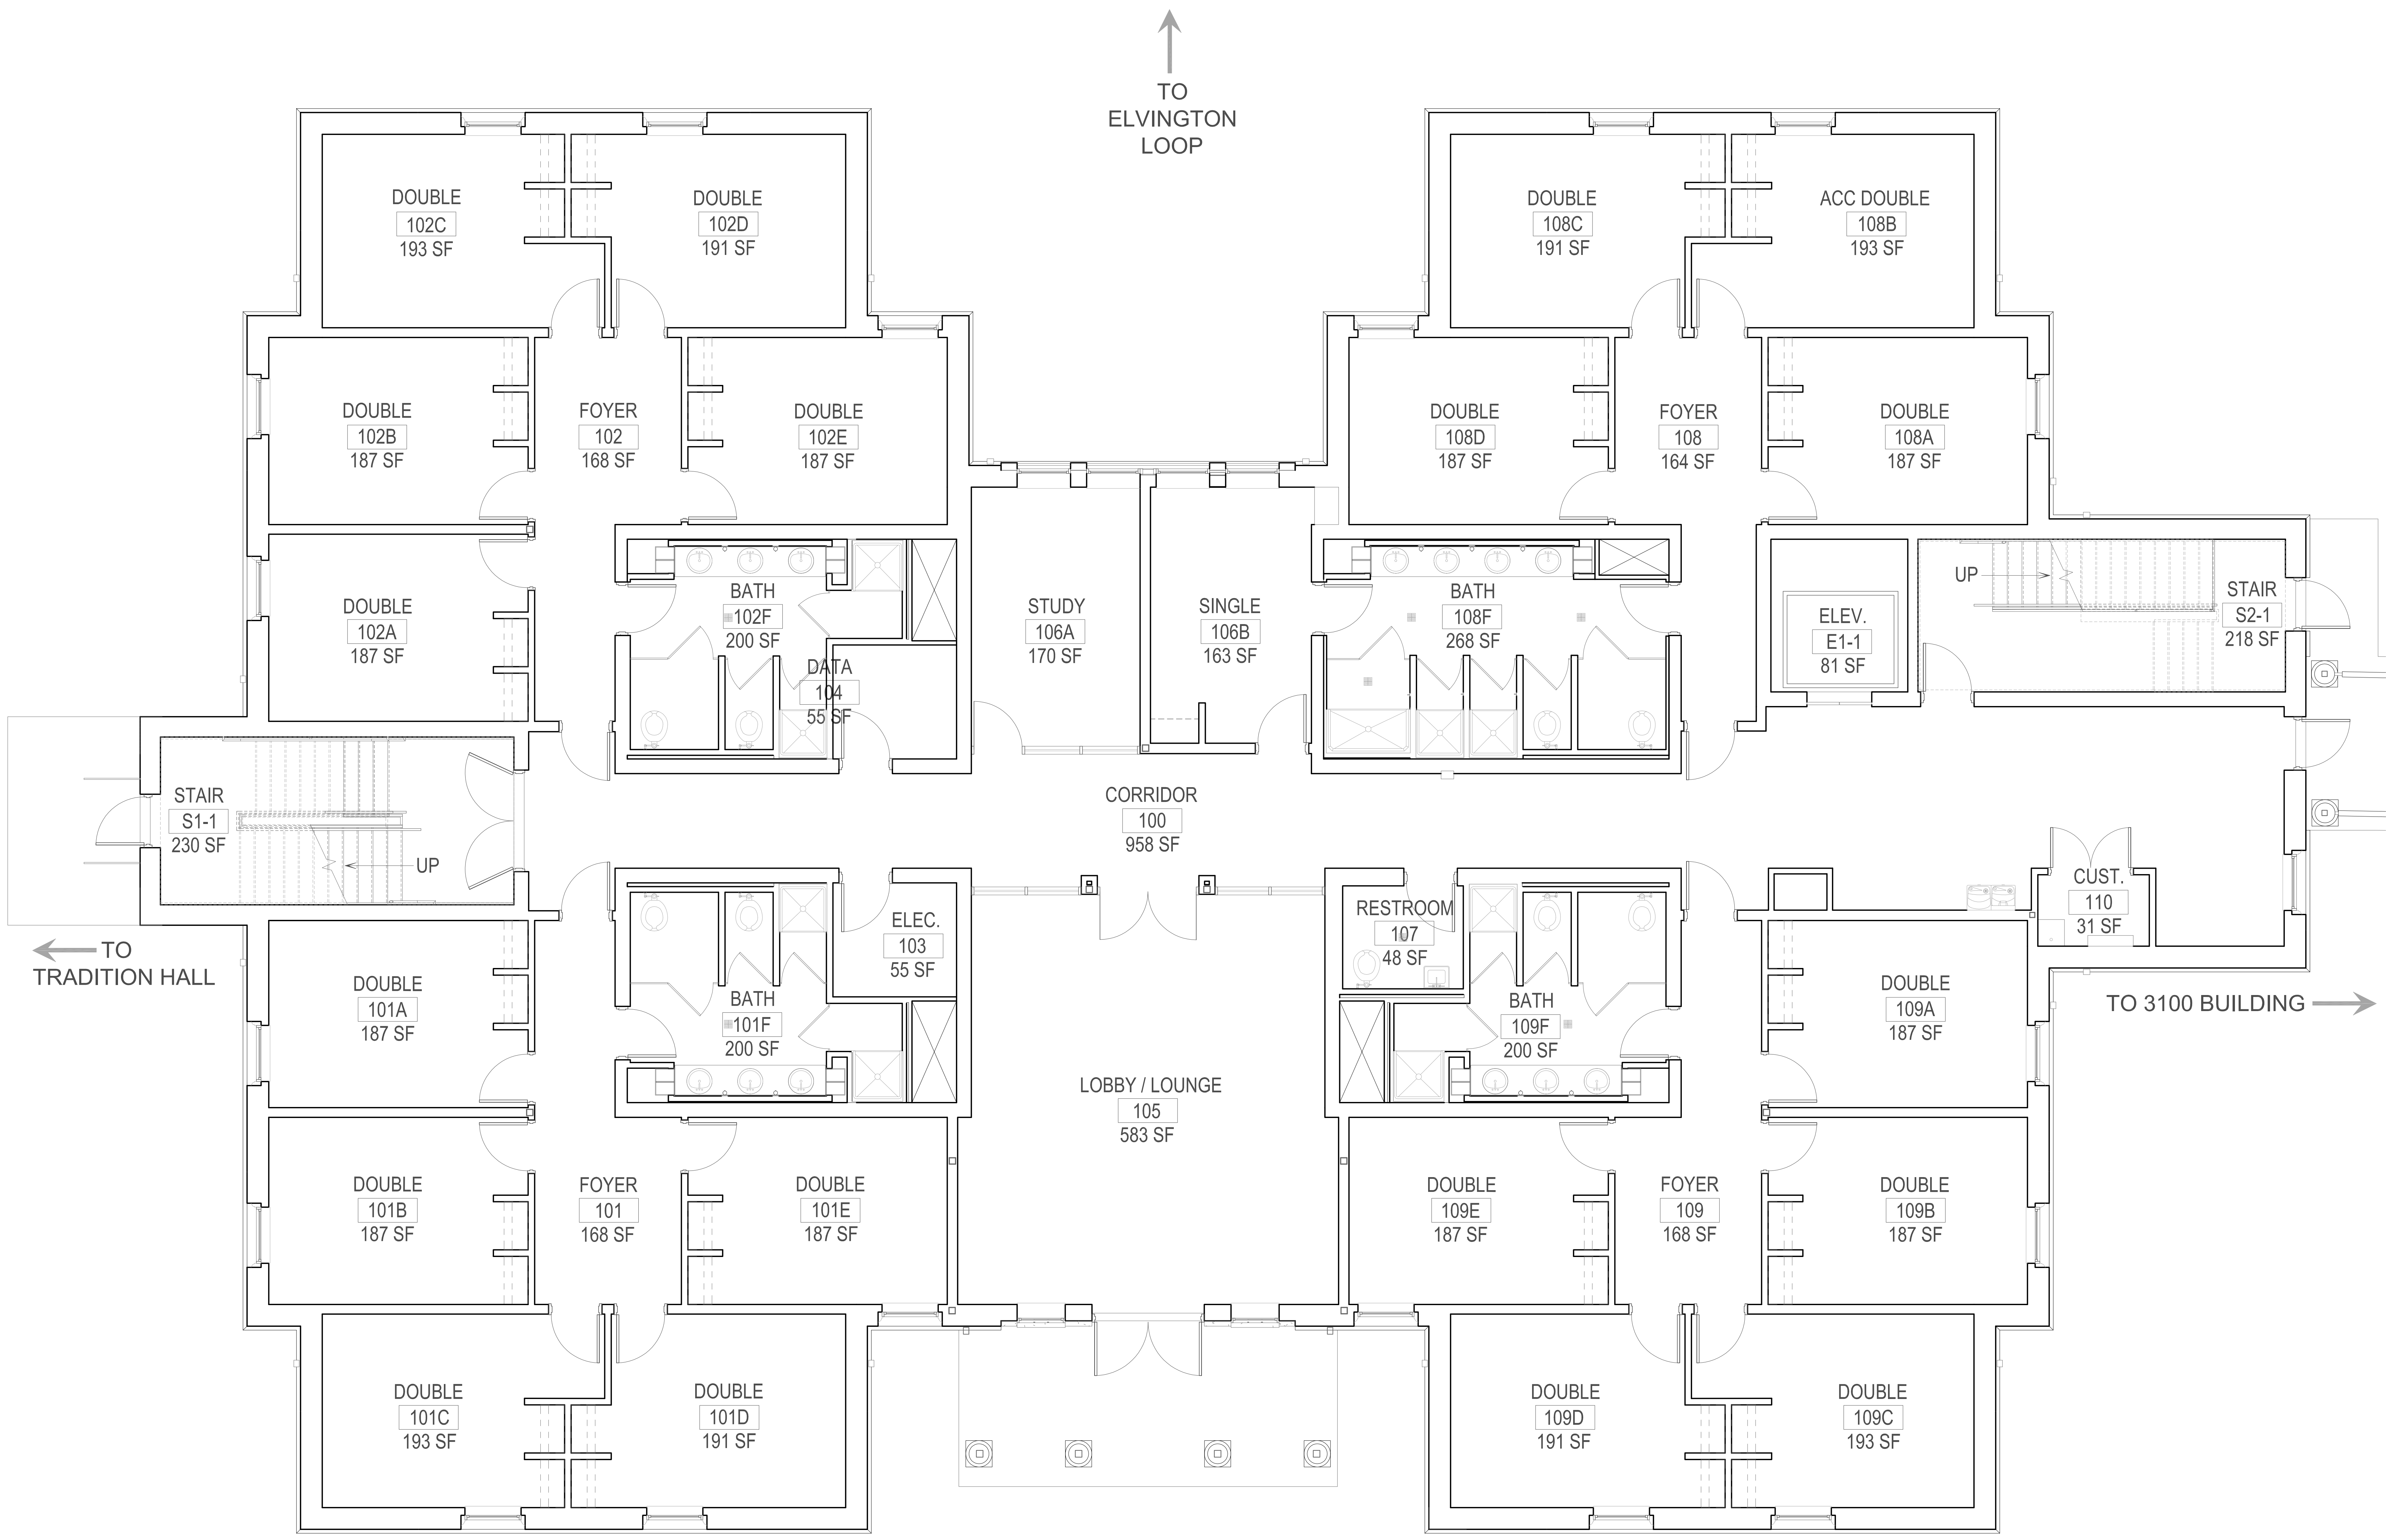 TO
ELVINGTON
LOOP
DOUBLE
102C
193 SF
DOUBLE
102D
191 SF
DOUBLE
108C
191 SF
ACC DOUBLE
108B
193 SF
DOUBLE
102B
187 SF
FOYER
102
168 SF
DOUBLE
102E
187 SF
DOUBLE
108D
187 SF
FOYER
108
164 SF
DOUBLE
108A
187 SF
DOUBLE
102A
187 SF
BATH
102F
200 SF
DATA
104
55 SF
STUDY
106A
170 SF
SINGLE
106B
163 SF
BATH
108F
268 SF
ELEV.
E1-1
81 SF
UP
STAIR
S2-1
218 SF
STAIR
S1-1
230 SF
UP
CORRIDOR
100
958 SF
TO
TRADITION HALL
DOUBLE
101A
187 SF
BATH
101F
200 SF
ELEC.
103
55 SF
LOBBY / LOUNGE
105
583 SF
RESTROOM
107
48 SF
BATH
109F
200 SF
DOUBLE
109A
187 SF
CUST.
110
31 SF
TO 3100 BUILDING
DOUBLE
101B
187 SF
FOYER
101
168 SF
DOUBLE
101E
187 SF
DOUBLE
109E
187 SF
FOYER
109
168 SF
DOUBLE
109B
187 SF
DOUBLE
101C
193 SF
DOUBLE
101D
191 SF
DOUBLE
109D
191 SF
DOUBLE
109C
193 SF